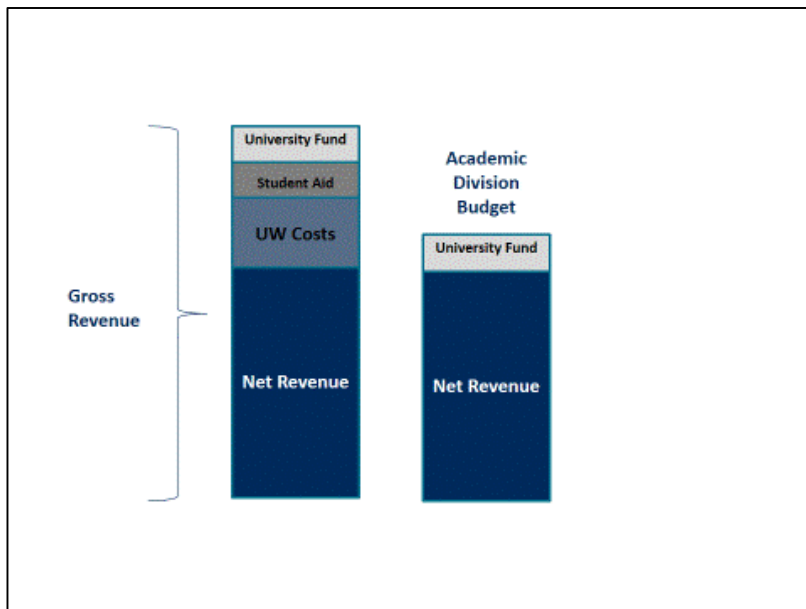 University Fund
Student Aid
UW Costs
Net Revenue
Gross
Revenue
Academic
Division
Budget
University Fund
Net Revenue